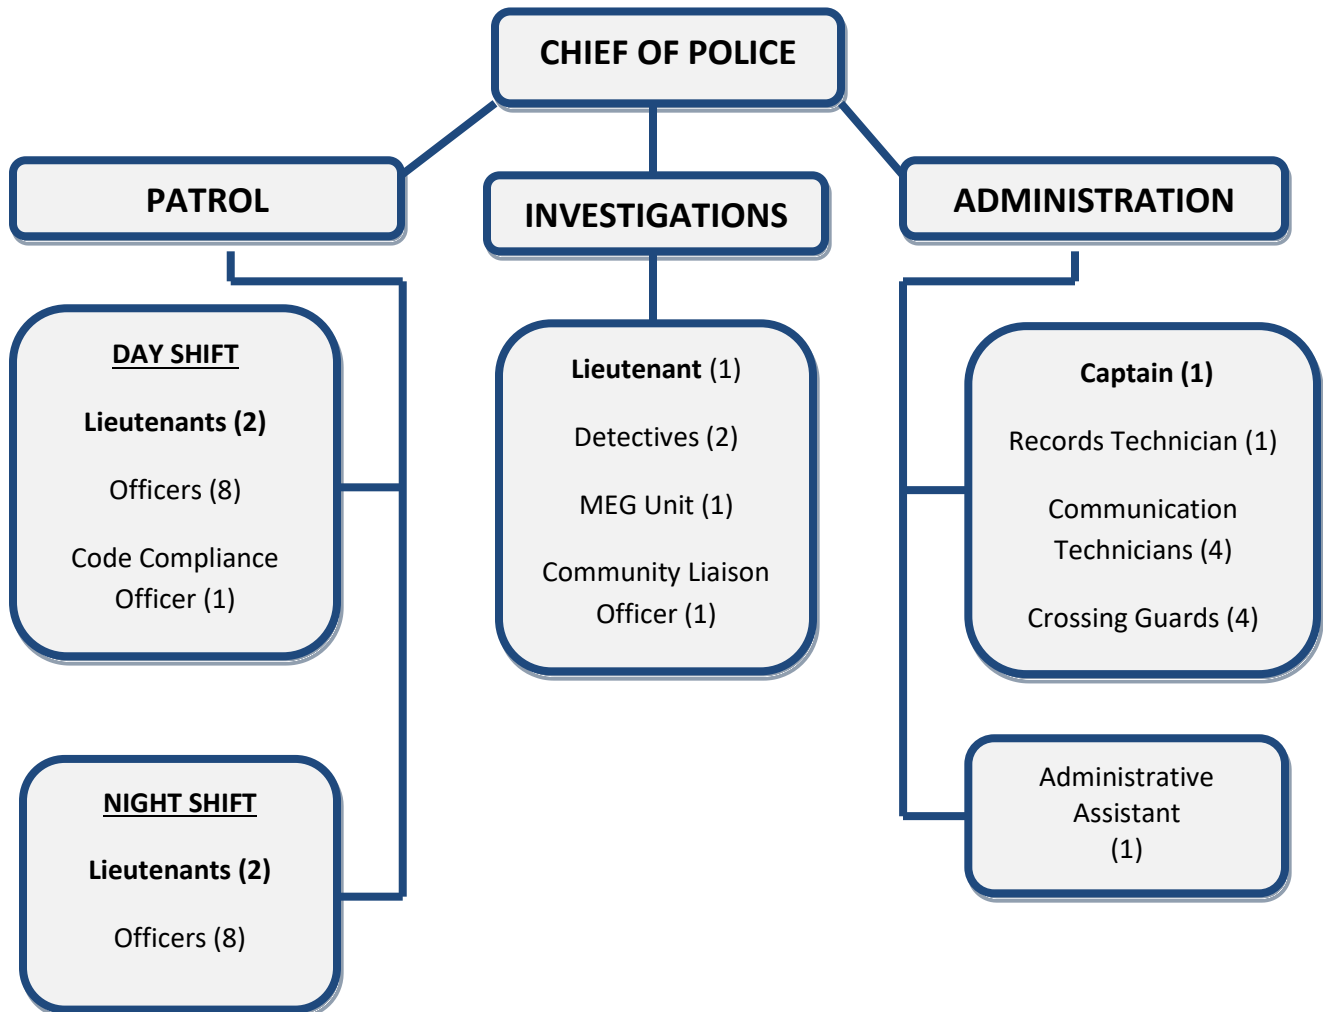 CHIEF OF POLICE
PATROL
INVESTIGATIONS
ADMINISTRATION
DAY SHIFT
Lieutenants (2)
Officers (8)
Code Compliance
Officer (1)
NIGHT SHIFT
Lieutenants (2)
Officers (8)
Lieutenant (1)
Detectives (2)
MEG Unit (1)
Community Liaison
Officer (1)
Captain (1)
Records Technician (1)
Communication
Technicians (4)
Crossing Guards (4)
Administrative
Assistant
(1)